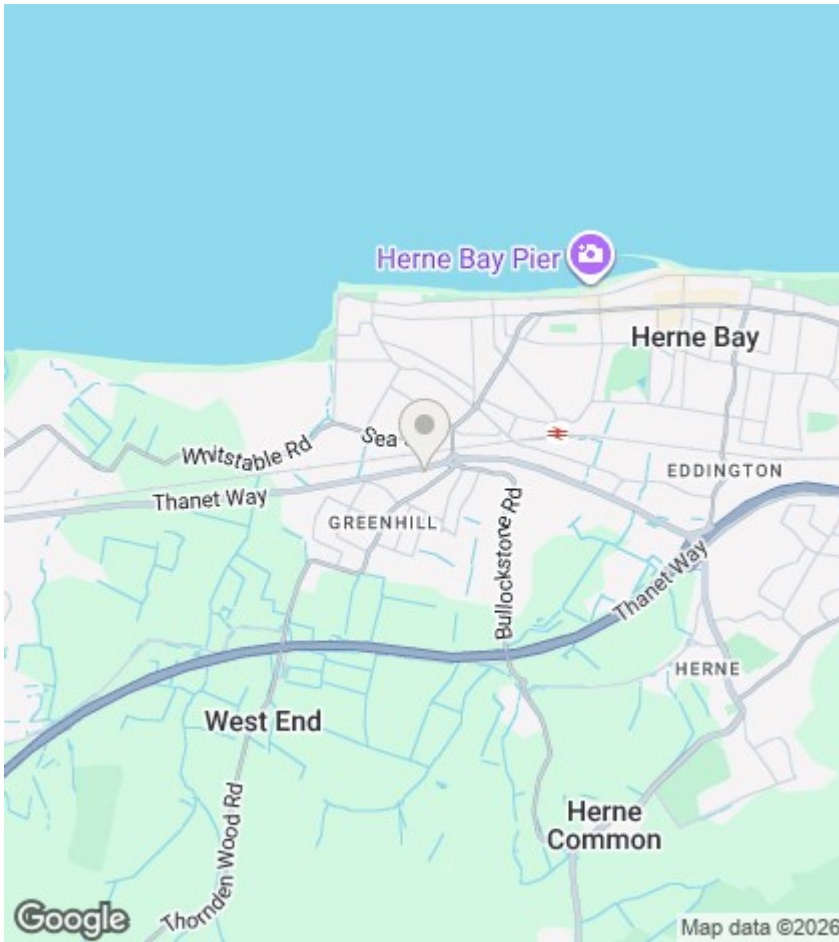 Herne Bay Pier
Herne Bay
Sea
Whitstable Rd
EDDINGTON
Thanet Way
GREENHILL
Bullockstone Rd
Thanet Way
HERNE
West End
Herne
Common
Thornden Wood Rd
Google
Map data ©2026